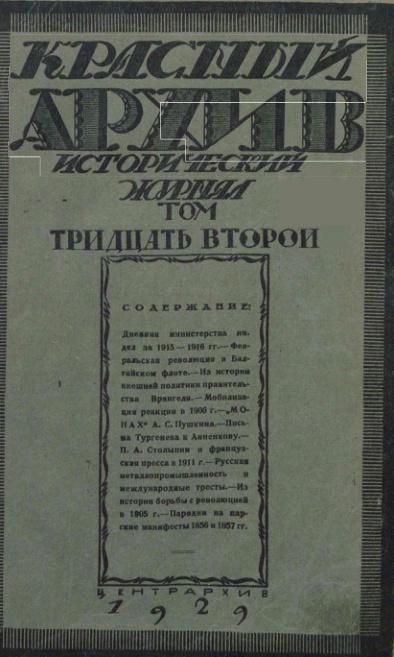 КРАСНЫЙ
АРХИВ
ИСТОРИЧЕСКИЙ
ЖУРНАЛ
ТОМ
ТРИДЦАТЬ ВТОРОЙ
СОДЕРЖАНИЕ:
Дневник министерства ин.
дел за 1915—1916 гг.—Фев-
ральская революция в Бал-
тийском флоте.—Из истории
внешней политики правитель-
ства Врангеля.—Мобилиза-
ция реакции в 1906 г.—„МО-
НАХ“ А. С. Пушкина.—Пись-
ма Тургенева к Анненкову.—
П. А. Столыпин и француз-
ская пресса в 1911 г.—Русская
металлопромышленность и
международные тресты.—Из
истории борьбы с революцией
в 1905 г.—Пародии на цар-
ские манифесты 1856 и 1857 гг.
ЦЕНТРАРХИВ
1929